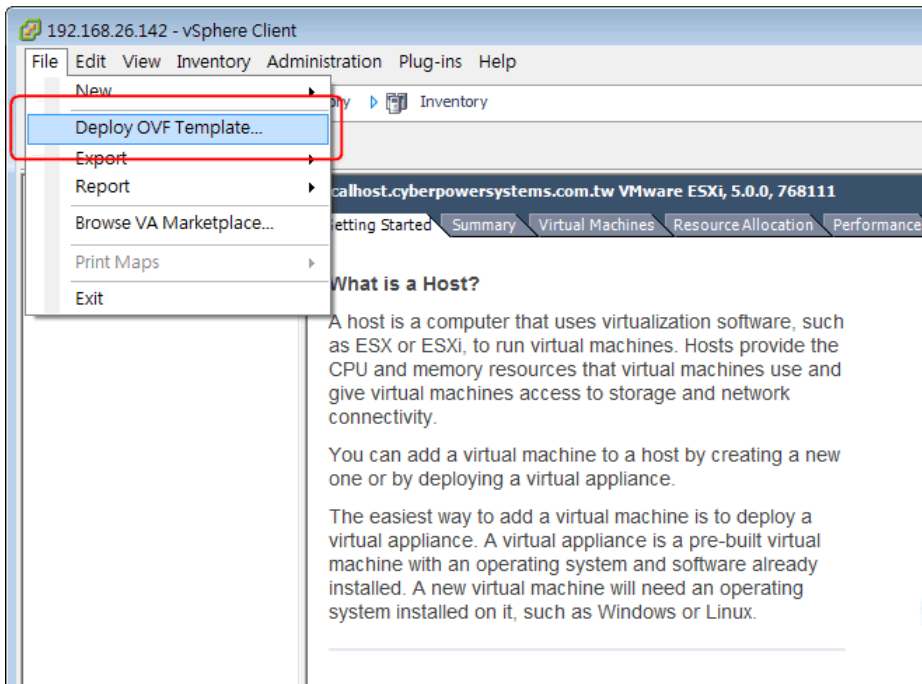 192.168.26.142 - vSphere Client
File Edit View Inventory Administration Plug-ins Help
New
Inventory
Deploy OVF Template...
Export
Report
Browse VA Marketplace...
Print Maps
Exit
calhost.cyberpowersystems.com.tw VMware ESXi, 5.0.0, 768111
etting Started Summary Virtual Machines Resource Allocation Performance
What is a Host?
A host is a computer that uses virtualization software, such
as ESX or ESXi, to run virtual machines. Hosts provide the
CPU and memory resources that virtual machines use and
give virtual machines access to storage and network
connectivity.
You can add a virtual machine to a host by creating a new
one or by deploying a virtual appliance.
The easiest way to add a virtual machine is to deploy a
virtual appliance. A virtual appliance is a pre-built virtual
machine with an operating system and software already
installed. A new virtual machine will need an operating
system installed on it, such as Windows or Linux.